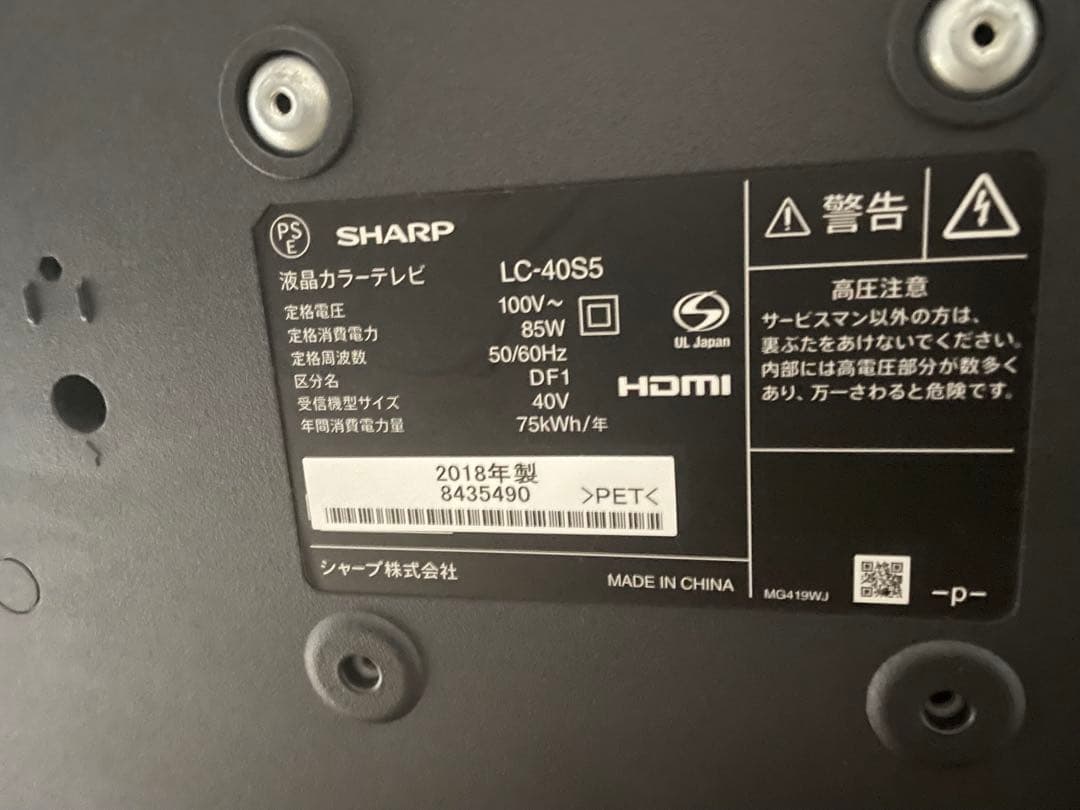 PS
E
SHARP
液晶カラーテレビ LC-40S5
定格電圧 100V～
定格消費電力 85W
定格周波数 50/60Hz
区分名 DF1
受信機型サイズ 40V
年間消費電力量 75kWh/年
UL Japan
HDMI
2018年製
8435490 >PET<
シャープ株式会社
MADE IN CHINA
警告
高圧注意
サービスマン以外の方は、
裏ぶたをあけないでください。
内部には高電圧部分が数多く
あり、万一さわると危険です。
MG419WJ
-p-